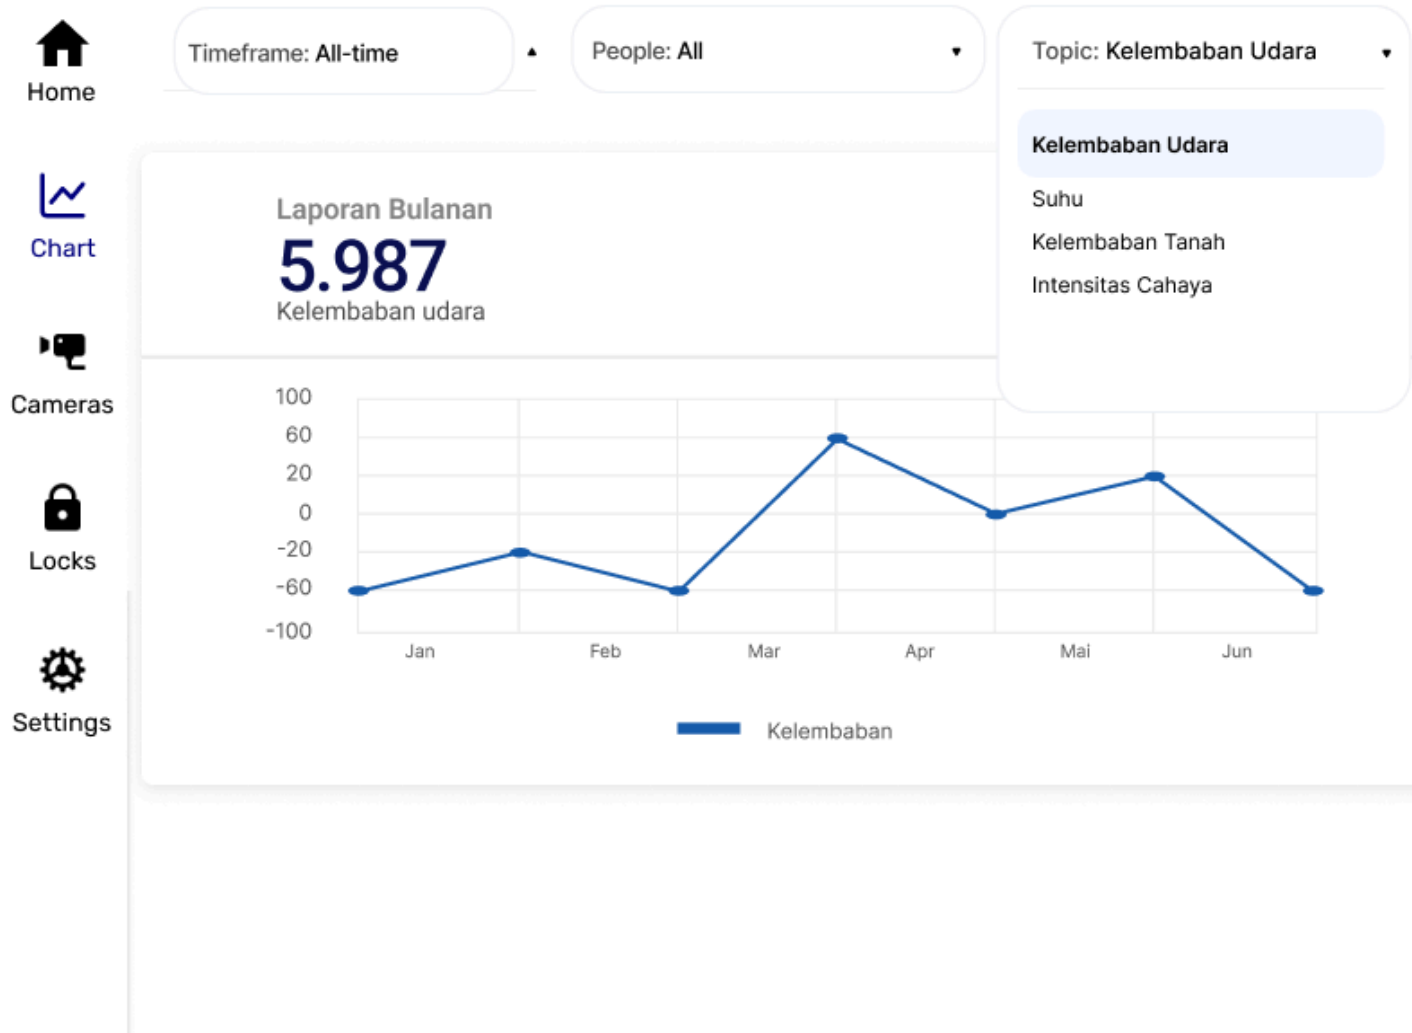 Home
Chart
Cameras
Locks
Settings
Timeframe: All-time
People: All
Topic: Kelembaban Udara
Kelembaban Udara
Suhu
Kelembaban Tanah
Intensitas Cahaya
Laporan Bulanan
5.987
Kelembaban udara
100
60
20
0
-20
-60
-100
Jan Feb Mar Apr Mai Jun
Kelembaban